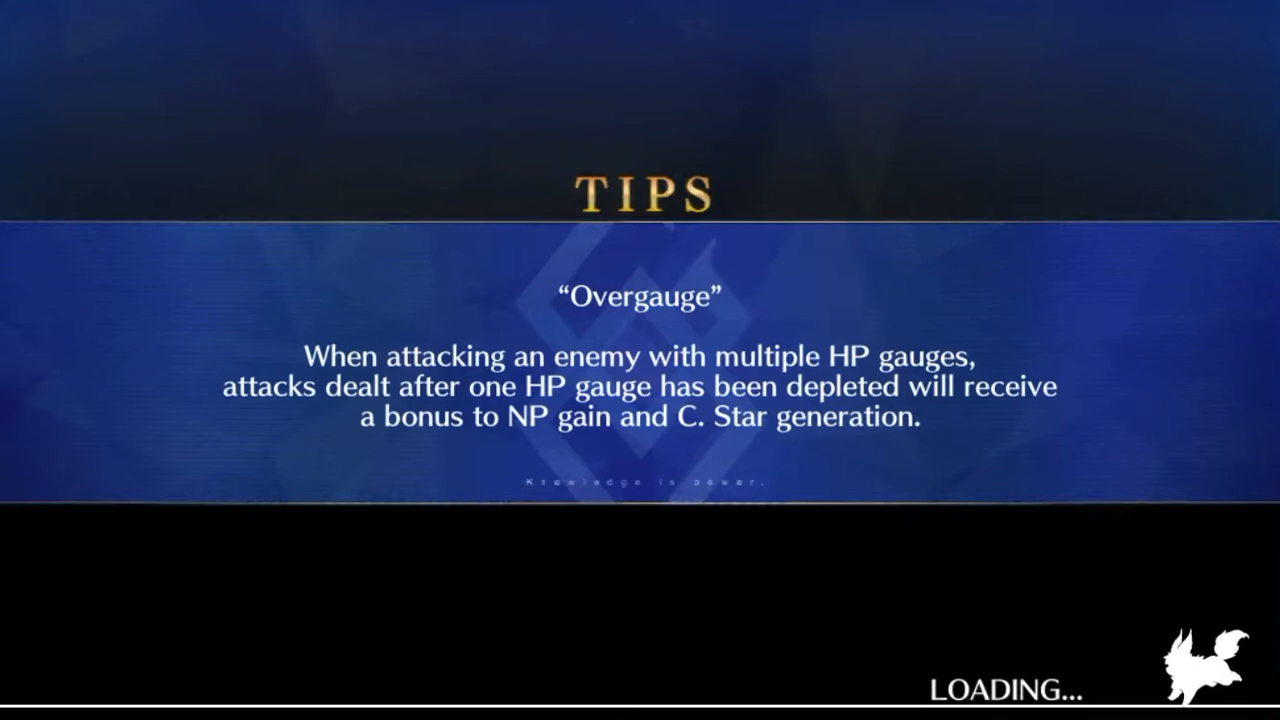 TIPS
“Overgauge”
When attacking an enemy with multiple HP gauges,
attacks dealt after one HP gauge has been depleted will receive
a bonus to NP gain and C. Star generation.
Knowledge is power.
LOADING...